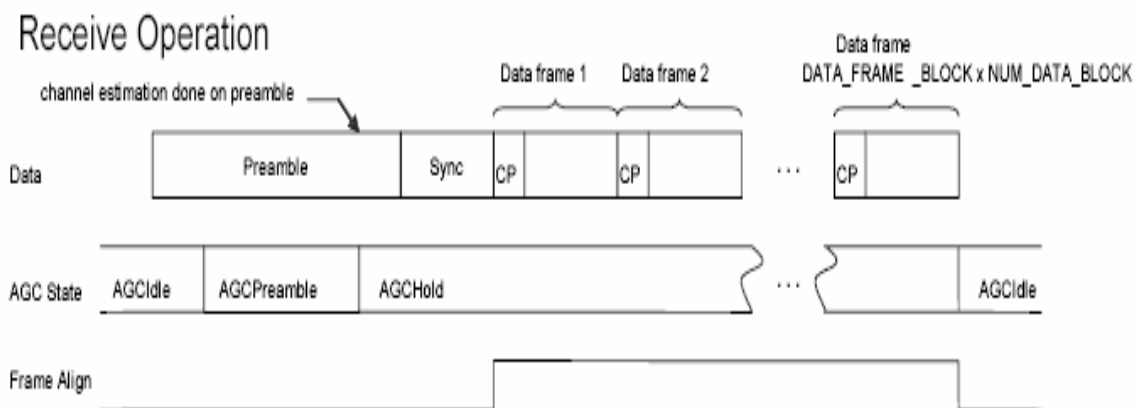 Receive Operation
channel estimation done on preamble
Data frame 1
Data frame 2
Data frame
DATA_FRAME _BLOCK x NUM_DATA_BLOCK
Data
Preamble
Sync
CP
CP
...
CP
AGC State
AGCIdle
AGCPreamble
AGCHold
...
AGCIdle
Frame Align